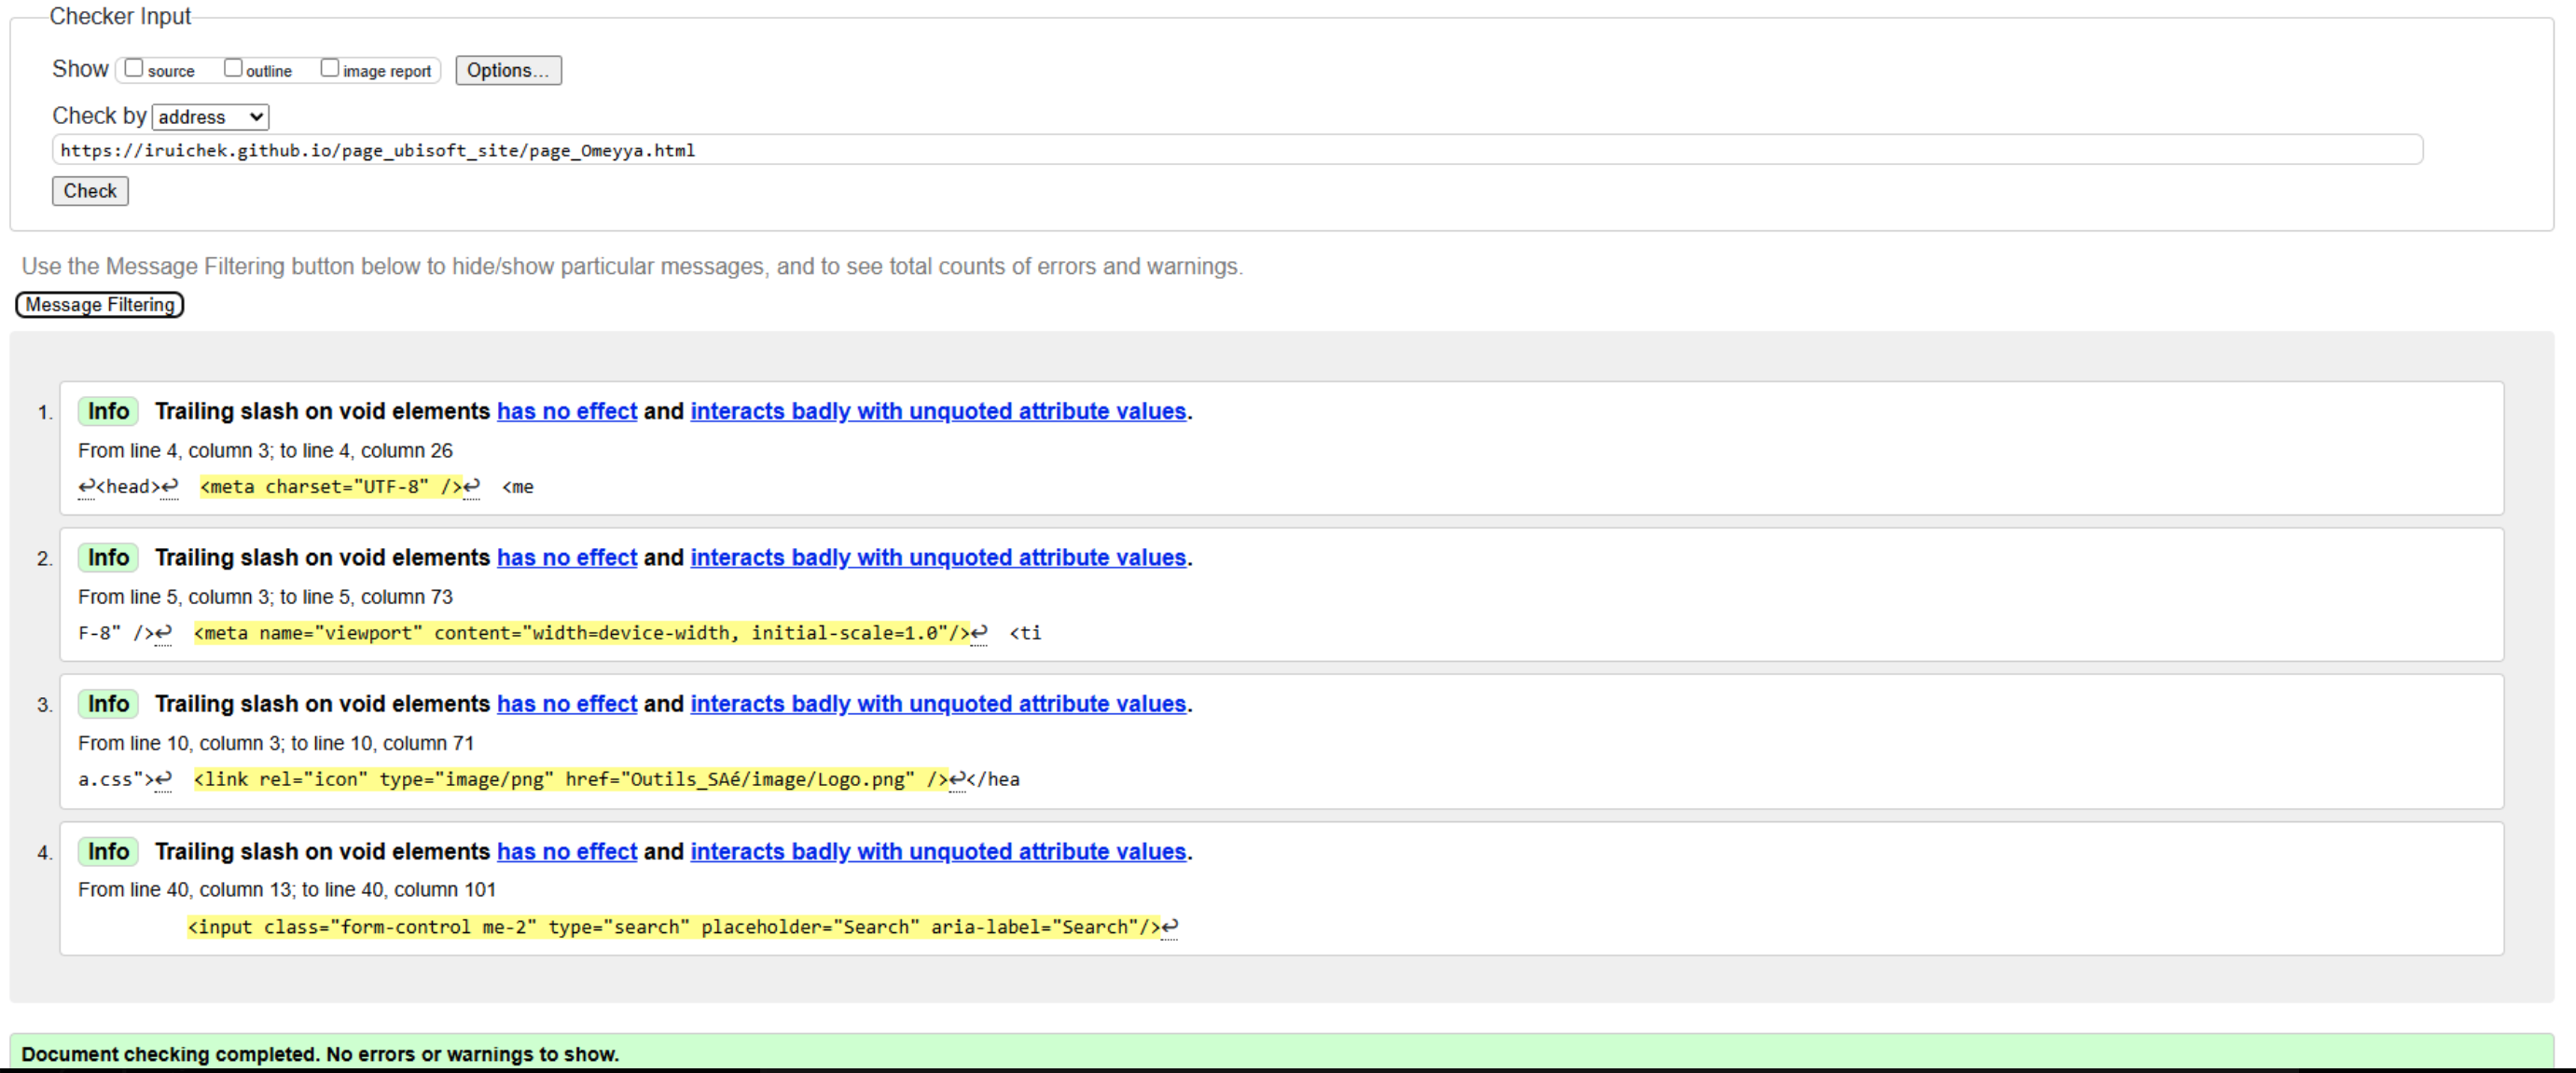 Checker Input
Show source outline image report Options...
Check by address
https://iruichek.github.io/page_ubisoft_site/page_Omeyya.html
Check
Use the Message Filtering button below to hide/show particular messages, and to see total counts of errors and warnings.
Message Filtering
1. Info Trailing slash on void elements has no effect and interacts badly with unquoted attribute values.
From line 4, column 3; to line 4, column 26
↩<head>↩ <meta charset="UTF-8" />↩ <me
2. Info Trailing slash on void elements has no effect and interacts badly with unquoted attribute values.
From line 5, column 3; to line 5, column 73
F-8" />↩ <meta name="viewport" content="width=device-width, initial-scale=1.0"/>↩ <ti
3. Info Trailing slash on void elements has no effect and interacts badly with unquoted attribute values.
From line 10, column 3; to line 10, column 71
a.css">↩ <link rel="icon" type="image/png" href="Outils_SAé/image/Logo.png" />↩</hea
4. Info Trailing slash on void elements has no effect and interacts badly with unquoted attribute values.
From line 40, column 13; to line 40, column 101
<input class="form-control me-2" type="search" placeholder="Search" aria-label="Search"/>↩
Document checking completed. No errors or warnings to show.